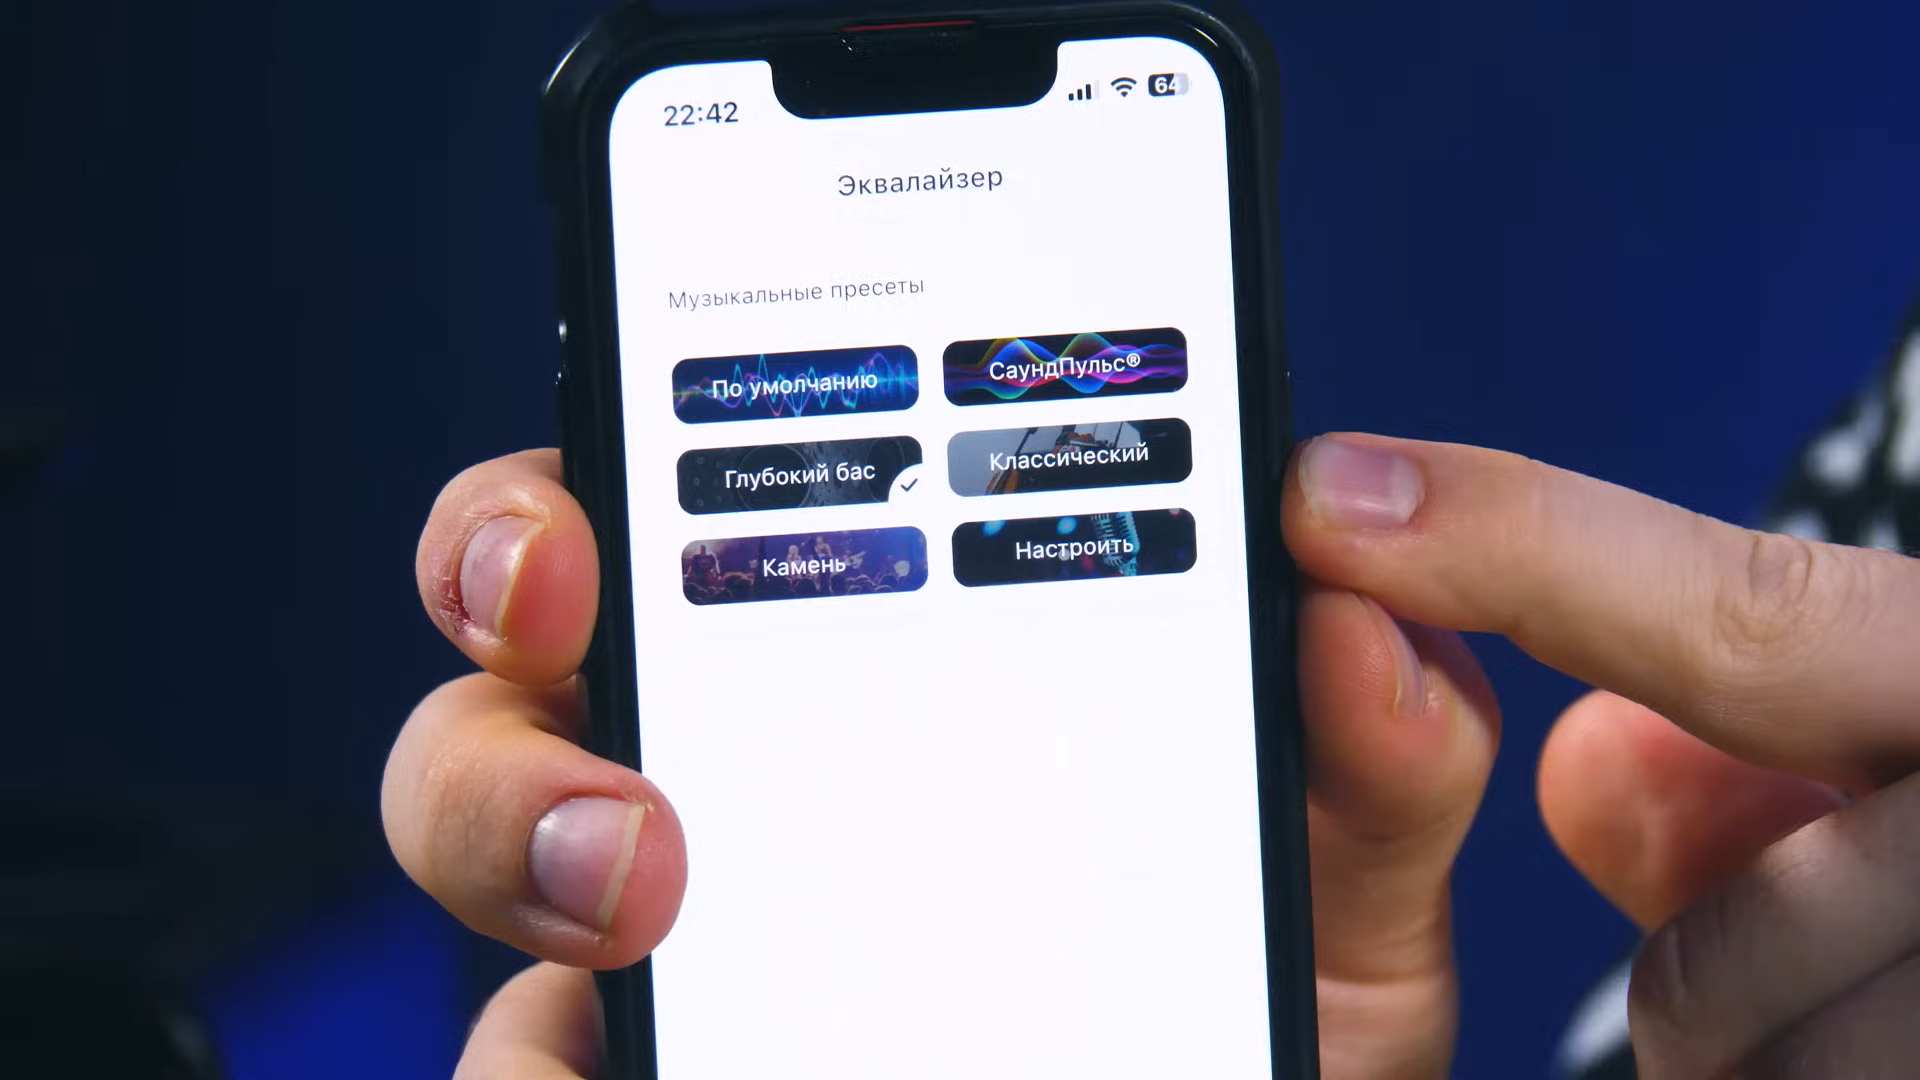 22:42
64
Эквалайзер
Музыкальные пресеты
По умолчанию
СаундПульс®
Глубокий бас
Классический
Камень
Настроить